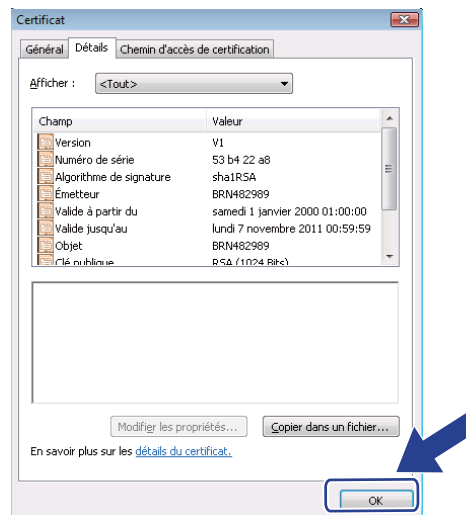 Certificat
Général Détails Chemin d'accès de certification
Afficher : <Tout>
Champ Valeur
Version V1
Numéro de série 53 b4 22 a8
Algorithme de signature sha1RSA
Émetteur BRN482989
Valide à partir du samedi 1 janvier 2000 01:00:00
Valide jusqu'au lundi 7 novembre 2011 00:59:59
Objet BRN482989
Clé publique RSA (1024 Bits)
Modifier les propriétés... Copier dans un fichier...
En savoir plus sur les détails du certificat.
OK